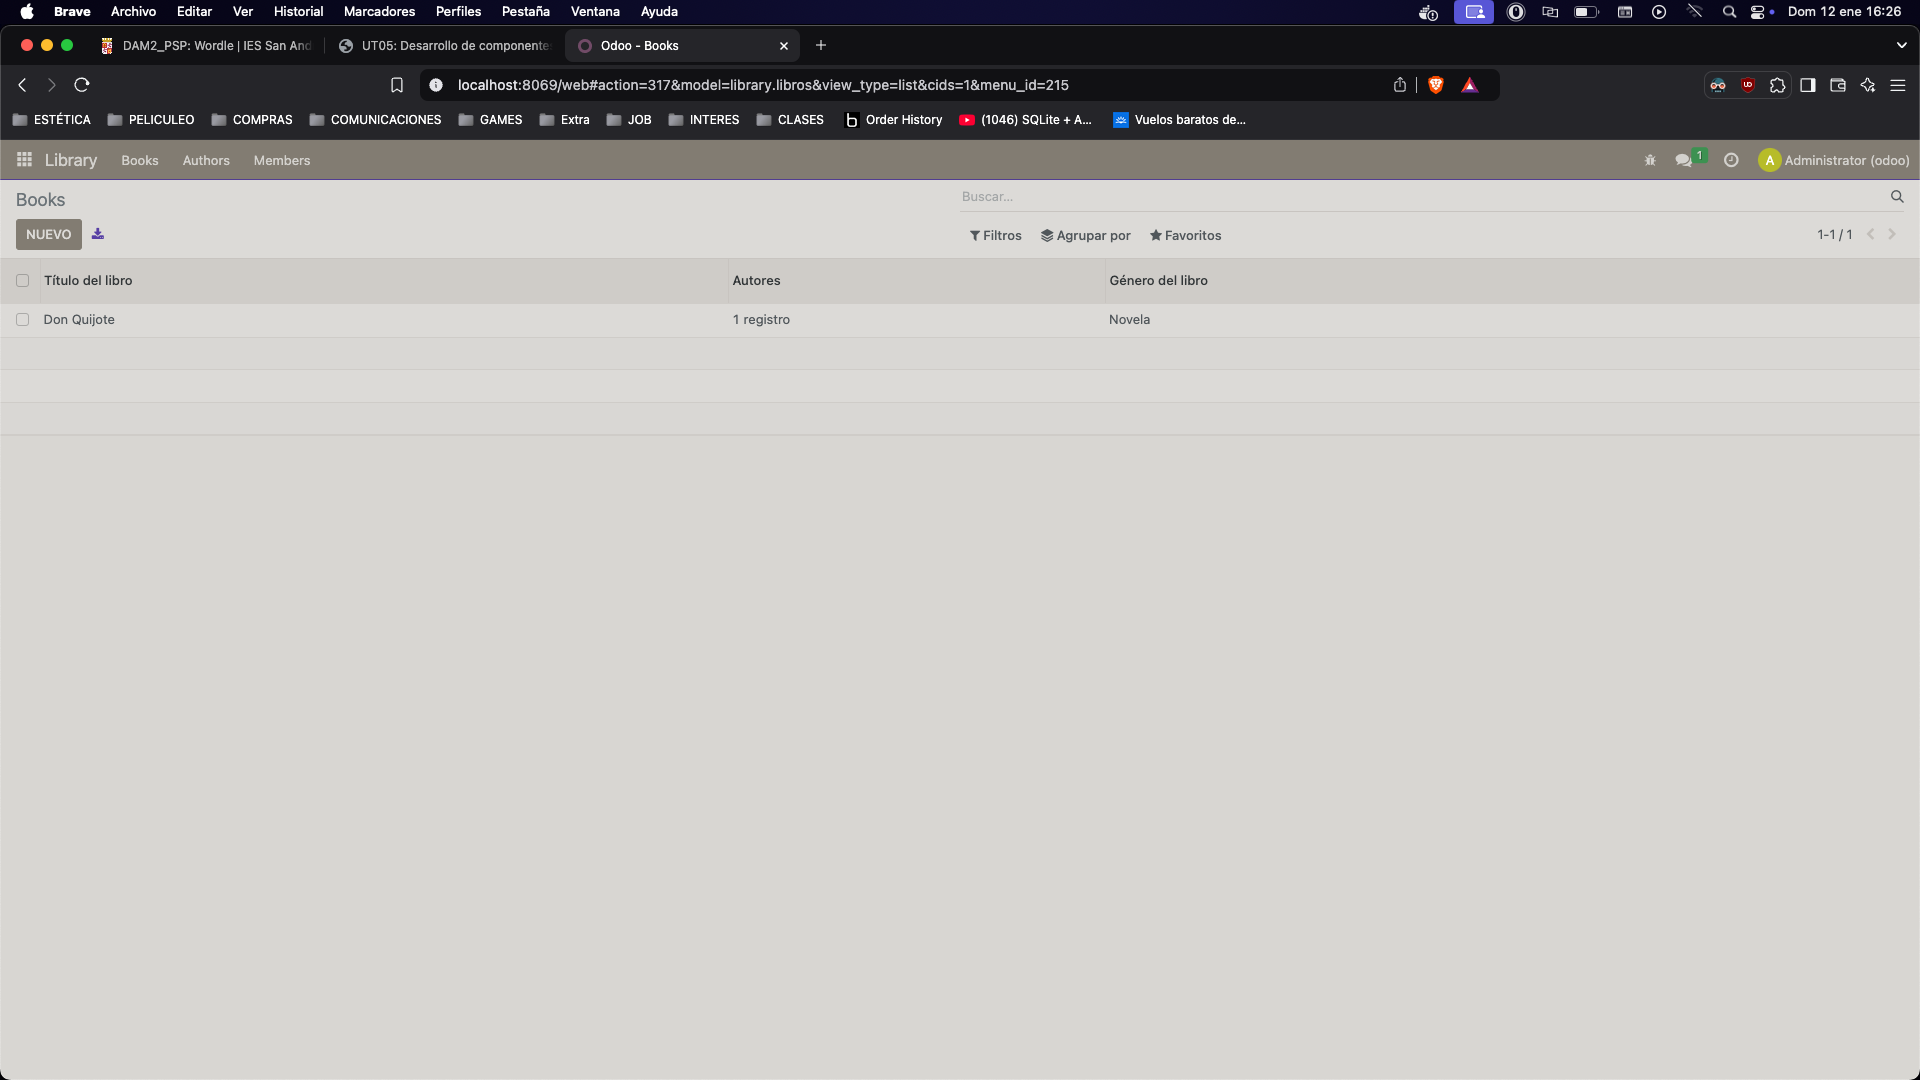 Brave Archivo Editar Ver Historial Marcadores Perfiles Pestaña Ventana Ayuda Dom 12 ene 16:26
DAM2_PSP: Wordle | IES San And UT05: Desarrollo de componente Odoo - Books
localhost:8069/web#action=317&model=library.libros&view_type=list&cids=1&menu_id=215
ESTÉTICA PELICULEO COMPRAS COMUNICACIONES GAMES Extra JOB INTERES CLASES Order History (1046) SQLite + A... Vuelos baratos de...
Library Books Authors Members 1 A Administrator (odoo)
Books Buscar...
NUEVO Filtros Agrupar por Favoritos 1-1 / 1
Título del libro Autores Género del libro
Don Quijote 1 registro Novela